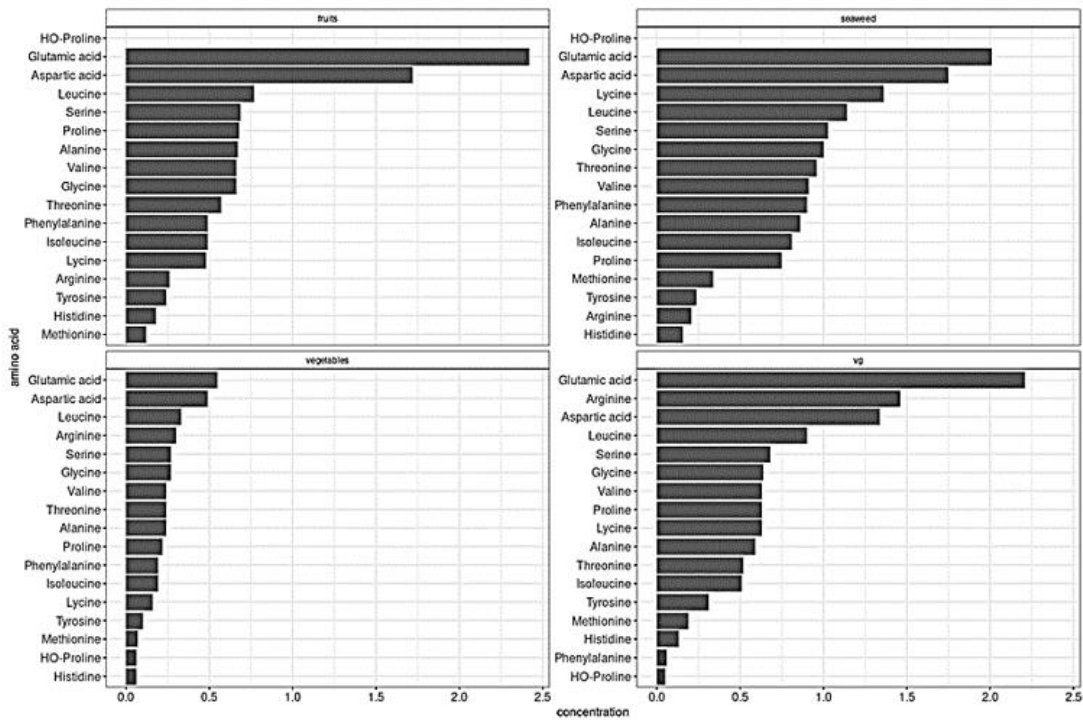 fruits
HO-Proline
Glutamic acid
Aspartic acid
Leucine
Serine
Proline
Alanine
Valine
Glycine
Threonine
Phenylalanine
Isoleucine
Lycine
Arginine
Tyrosine
Histidine
Methionine
seaweed
HO-Proline
Glutamic acid
Aspartic acid
Lycine
Leucine
Serine
Glycine
Threonine
Valine
Phenylalanine
Alanine
Isoleucine
Proline
Methionine
Tyrosine
Arginine
Histidine
amino acid
vegetables
Glutamic acid
Aspartic acid
Leucine
Arginine
Serine
Glycine
Valine
Threonine
Alanine
Proline
Phenylalanine
Isoleucine
Lycine
Tyrosine
Methionine
HO-Proline
Histidine
0.0 0.5 1.0 1.5 2.0 2.5
vg
Glutamic acid
Arginine
Aspartic acid
Leucine
Serine
Glycine
Valine
Proline
Lycine
Alanine
Threonine
Isoleucine
Tyrosine
Methionine
Histidine
Phenylalanine
HO-Proline
0.0 0.5 1.0 1.5 2.0 2.5
concentration